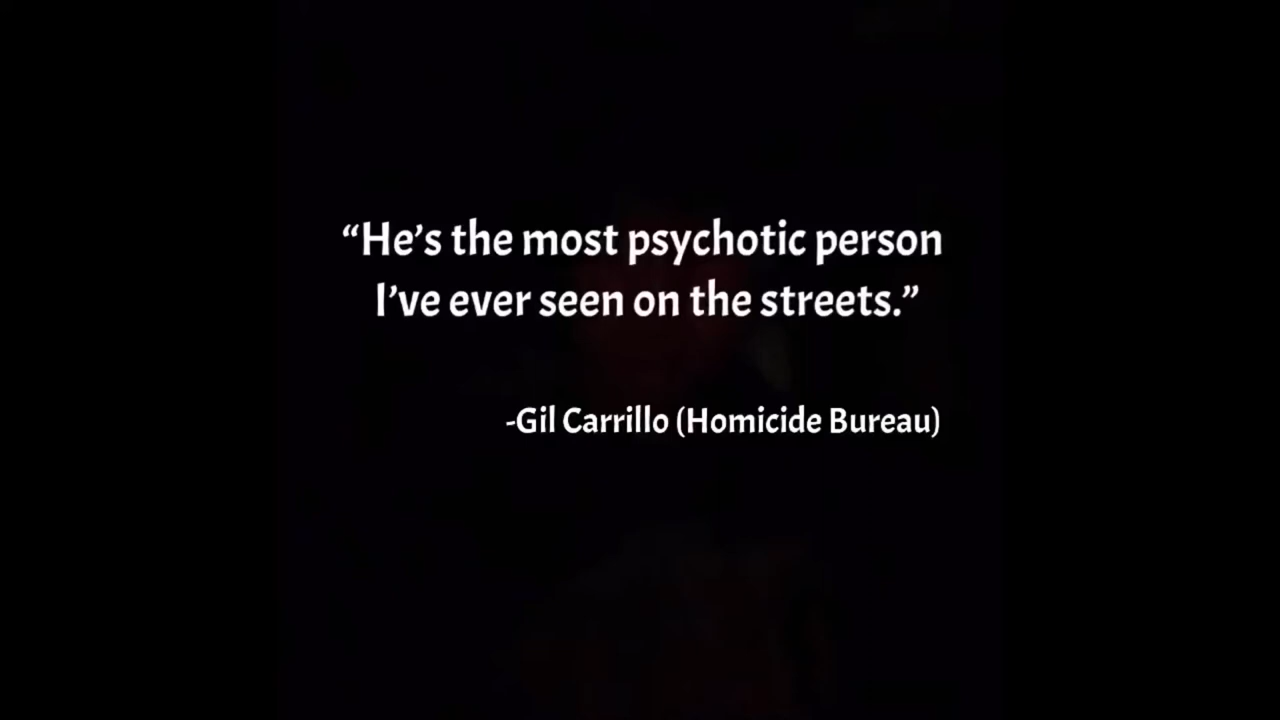 “He’s the most psychotic person
I’ve ever seen on the streets.”
-Gil Carrillo (Homicide Bureau)